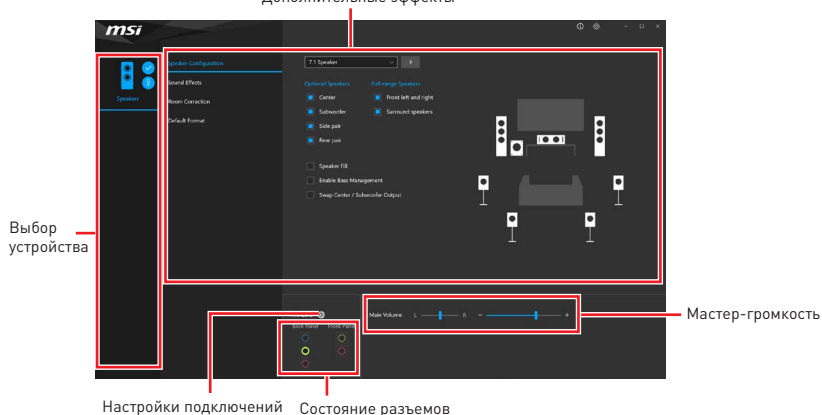 Дополнительные эффекты
msi
Speaker Configuration
7.1 Speaker
Sound Effects
Optional Speakers Full-range Speakers
Speakers
Room Correction
Center Front left and right
Subwoofer Surround speakers
Default Format
Side pair
Rear pair
Speaker Fill
Enable Bass Management
Swap Center / Subwoofer Output
Выбор
устройства
Main Volume L R - +
Мастер-громкость
Back Panel Front Panel
Настройки подключений Состояние разъемов